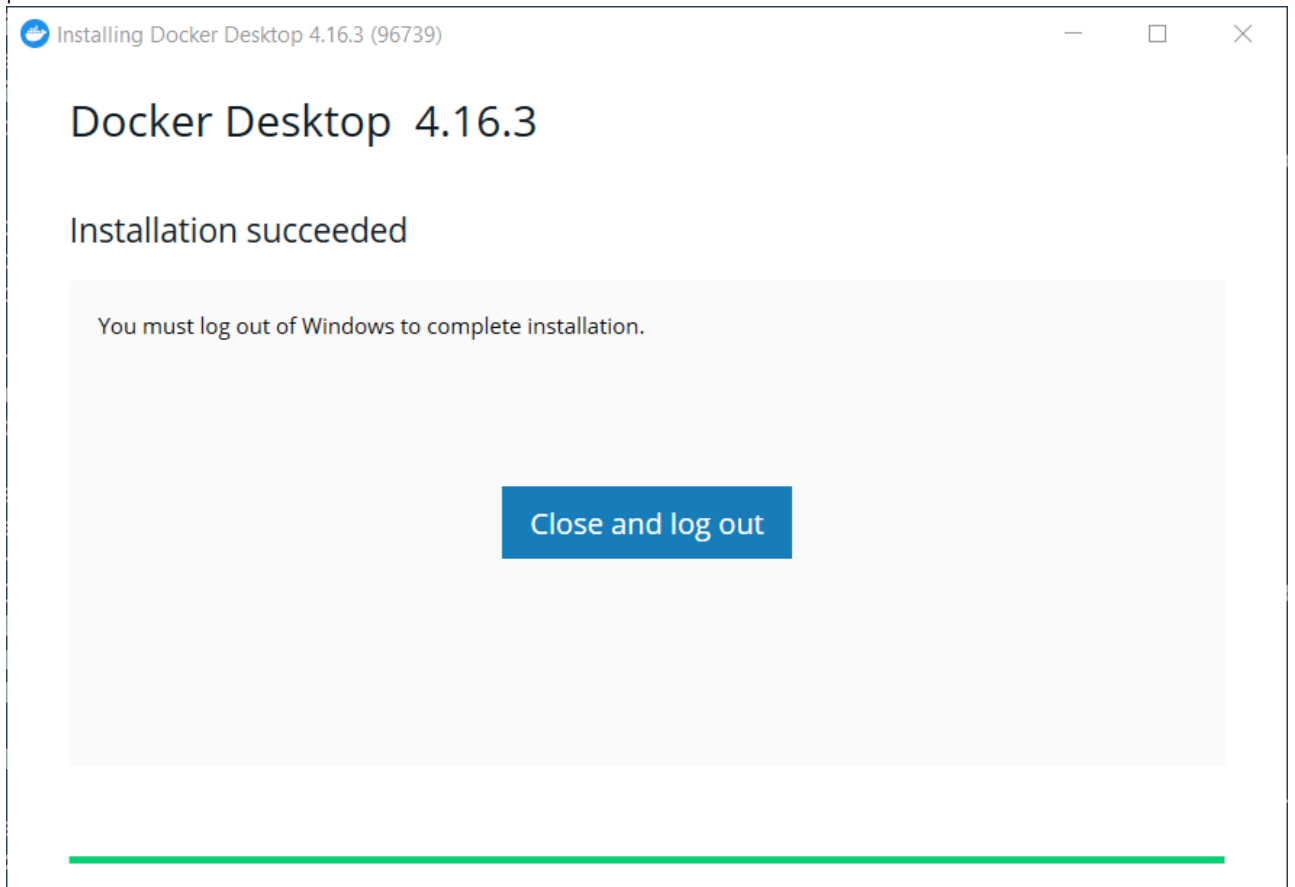 Installing Docker Desktop 4.16.3 (96739)
Docker Desktop 4.16.3
Installation succeeded
You must log out of Windows to complete installation.
Close and log out